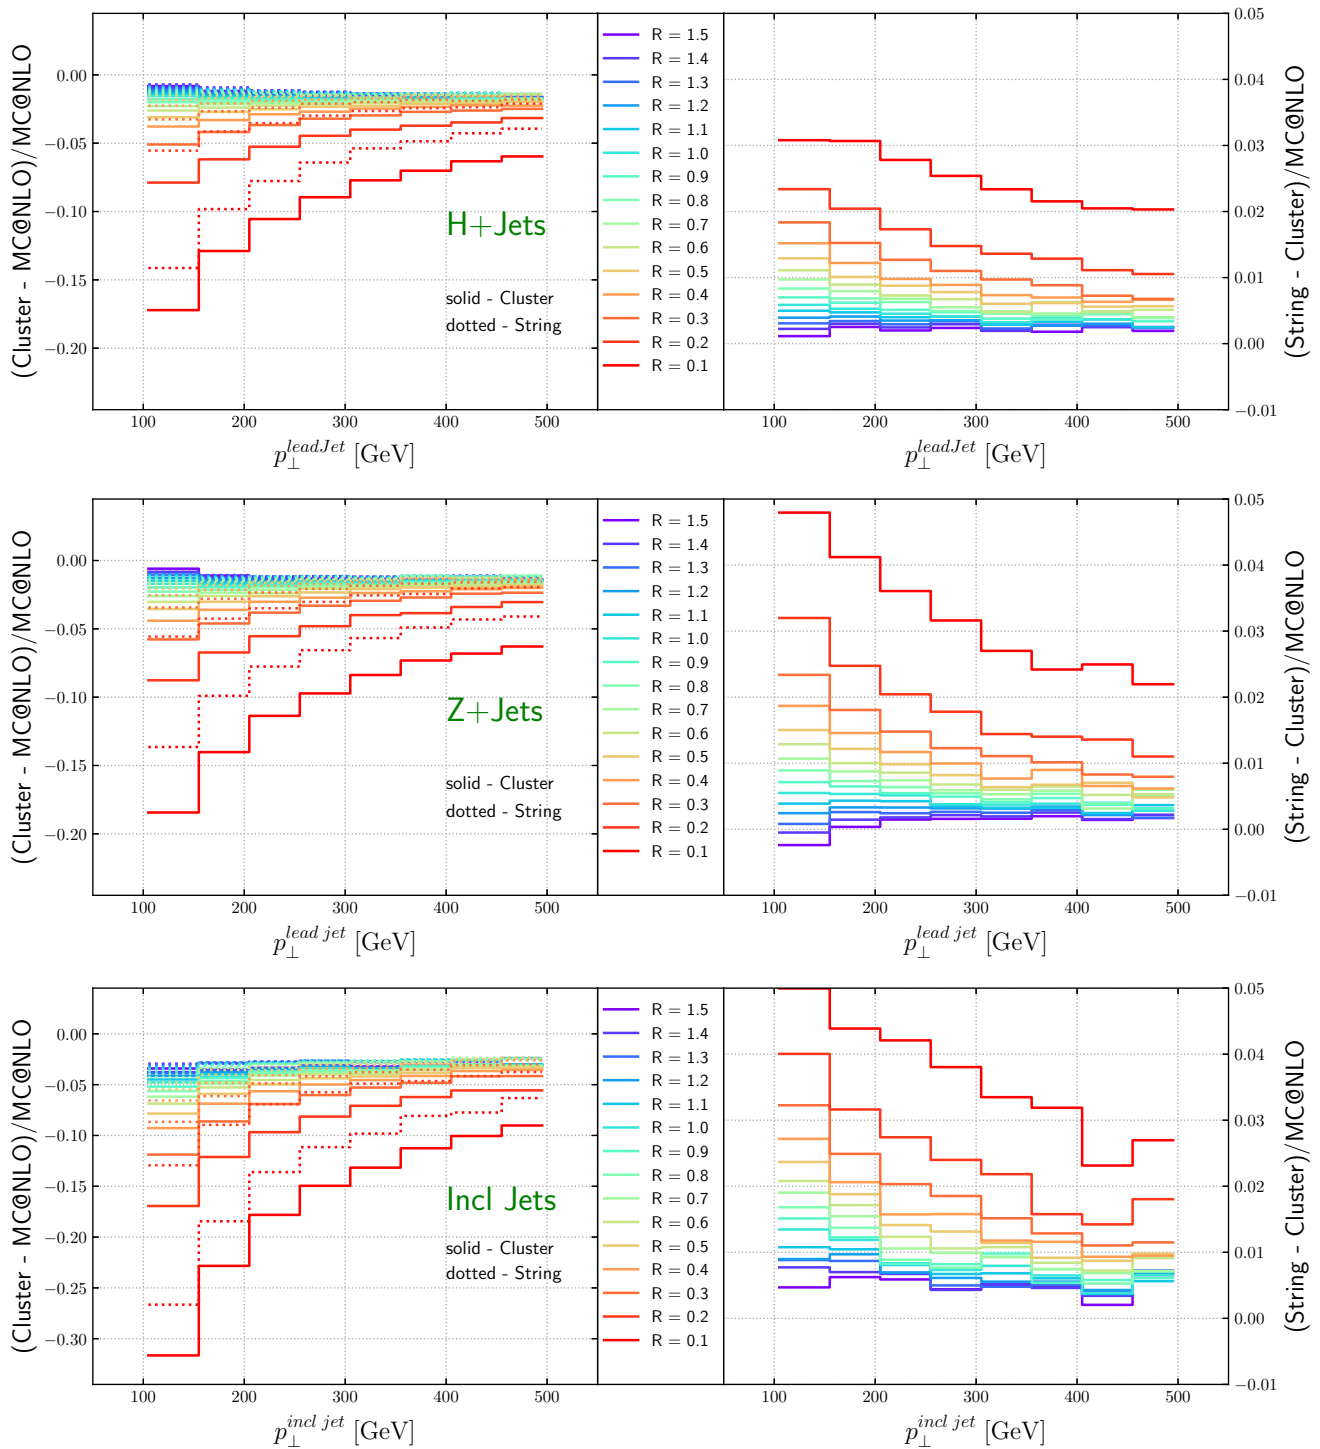 (Cluster - MC@NLO)/MC@NLO
0.00
−0.05
−0.10
−0.15
−0.20
H+Jets
solid - Cluster
dotted - String
100 200 300 400 500
p⊥^leadJet [GeV]
R = 1.5
R = 1.4
R = 1.3
R = 1.2
R = 1.1
R = 1.0
R = 0.9
R = 0.8
R = 0.7
R = 0.6
R = 0.5
R = 0.4
R = 0.3
R = 0.2
R = 0.1
0.05
0.04
0.03
0.02
0.01
0.00
−0.01
(String - Cluster)/MC@NLO
100 200 300 400 500
p⊥^leadJet [GeV]
(Cluster - MC@NLO)/MC@NLO
0.00
−0.05
−0.10
−0.15
−0.20
Z+Jets
solid - Cluster
dotted - String
100 200 300 400 500
p⊥^lead jet [GeV]
R = 1.5
R = 1.4
R = 1.3
R = 1.2
R = 1.1
R = 1.0
R = 0.9
R = 0.8
R = 0.7
R = 0.6
R = 0.5
R = 0.4
R = 0.3
R = 0.2
R = 0.1
0.05
0.04
0.03
0.02
0.01
0.00
−0.01
(String - Cluster)/MC@NLO
100 200 300 400 500
p⊥^lead jet [GeV]
(Cluster - MC@NLO)/MC@NLO
0.00
−0.05
−0.10
−0.15
−0.20
−0.25
−0.30
Incl Jets
solid - Cluster
dotted - String
100 200 300 400 500
p⊥^incl jet [GeV]
R = 1.5
R = 1.4
R = 1.3
R = 1.2
R = 1.1
R = 1.0
R = 0.9
R = 0.8
R = 0.7
R = 0.6
R = 0.5
R = 0.4
R = 0.3
R = 0.2
R = 0.1
0.05
0.04
0.03
0.02
0.01
0.00
−0.01
(String - Cluster)/MC@NLO
100 200 300 400 500
p⊥^incl jet [GeV]